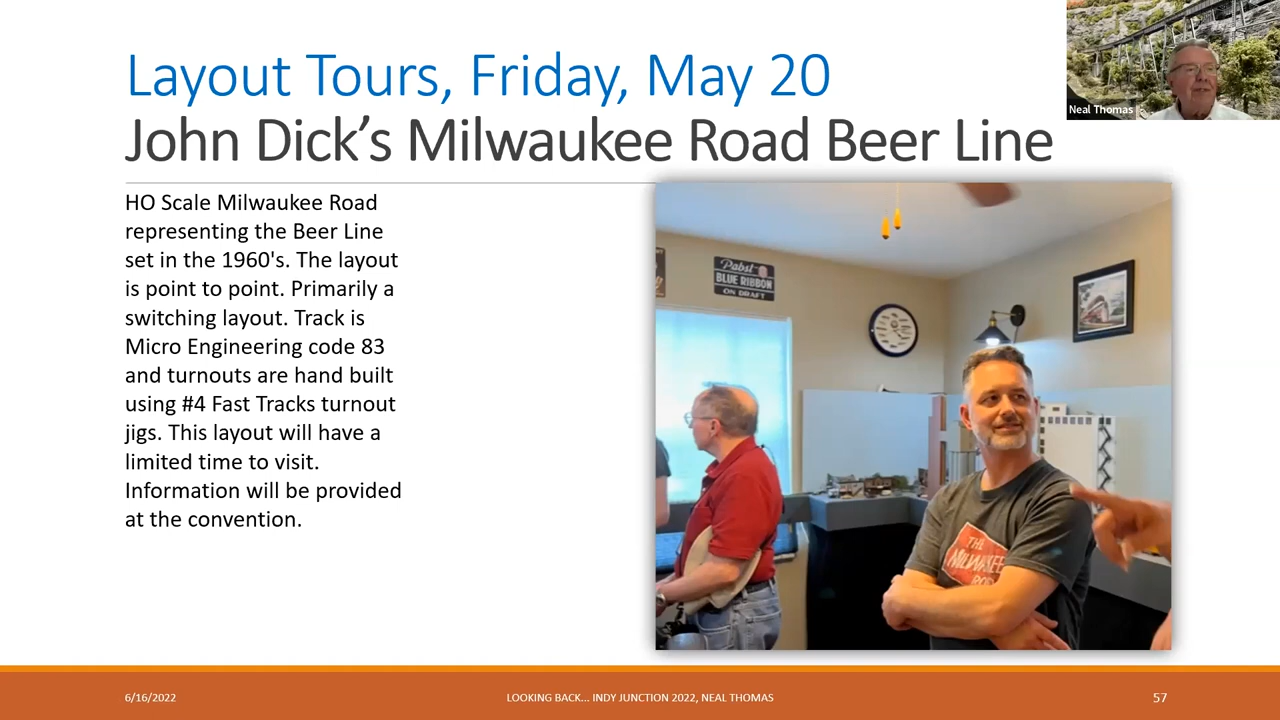 Layout Tours, Friday, May 20
John Dick's Milwaukee Road Beer Line
Neal Thomas
HO Scale Milwaukee Road
representing the Beer Line
set in the 1960's. The layout
is point to point. Primarily a
switching layout. Track is
Micro Engineering code 83
and turnouts are hand built
using #4 Fast Tracks turnout
jigs. This layout will have a
limited time to visit.
Information will be provided
at the convention.
Pabst
BLUE RIBBON
ON DRAFT
THE
MILWAUKEE
6/16/2022
LOOKING BACK... INDY JUNCTION 2022, NEAL THOMAS
57